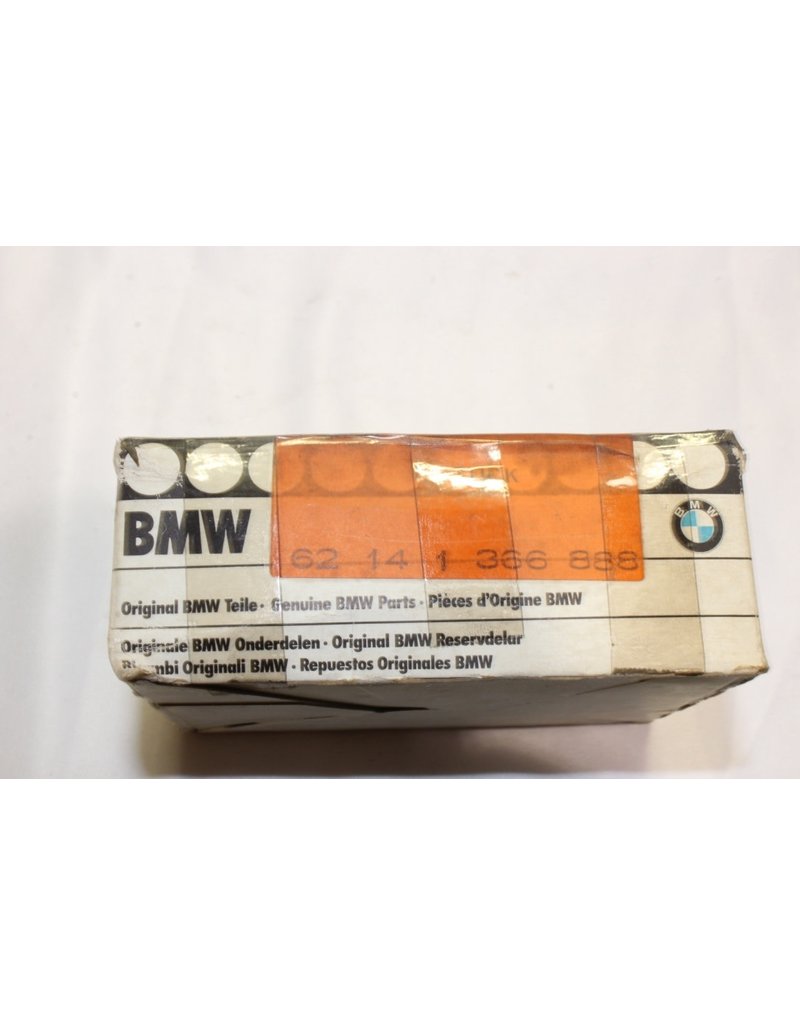 BMW
BMW
62 14 1 366 888
Original BMW Teile · Genuine BMW Parts · Pièces d'Origine BMW
Originale BMW Onderdelen · Original BMW Reservdelar
Ricambi Originali BMW · Repuestos Originales BMW